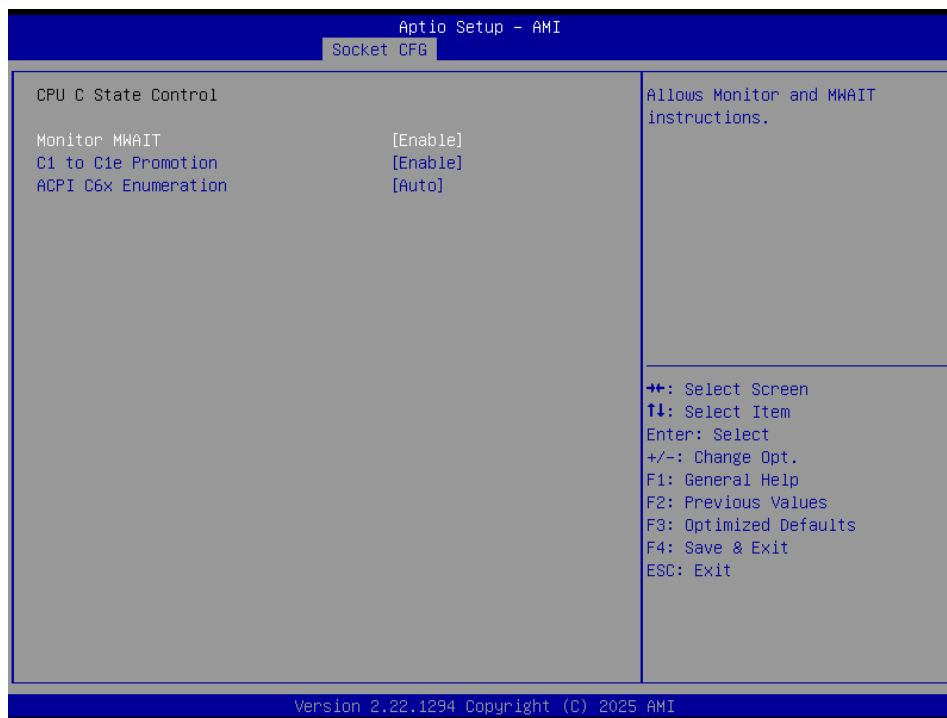 Aptio Setup – AMI
Socket CFG
CPU C State Control
Monitor MWAIT [Enable]
C1 to C1e Promotion [Enable]
ACPI C6x Enumeration [Auto]
Allows Monitor and MWAIT
instructions.
→←: Select Screen
↑↓: Select Item
Enter: Select
+/-: Change Opt.
F1: General Help
F2: Previous Values
F3: Optimized Defaults
F4: Save & Exit
ESC: Exit
Version 2.22.1294 Copyright (C) 2025 AMI